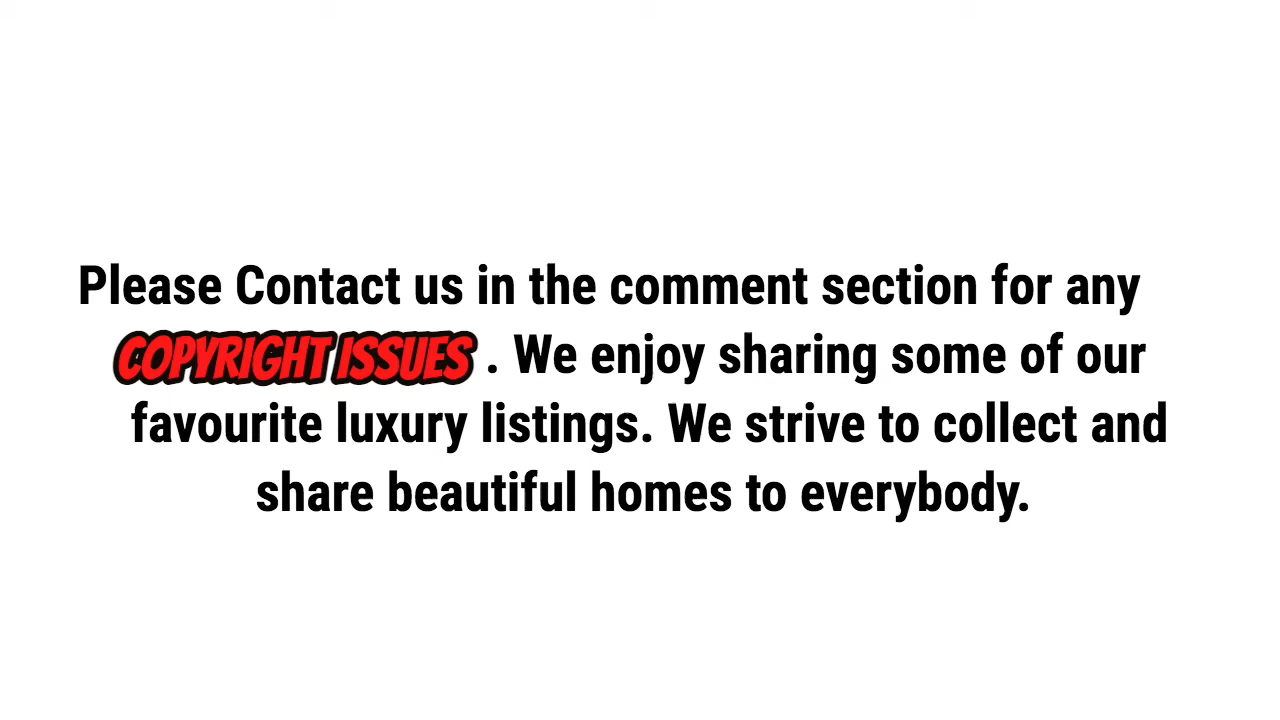 Please Contact us in the comment section for any
COPYRIGHT ISSUES . We enjoy sharing some of our
favourite luxury listings. We strive to collect and
share beautiful homes to everybody.